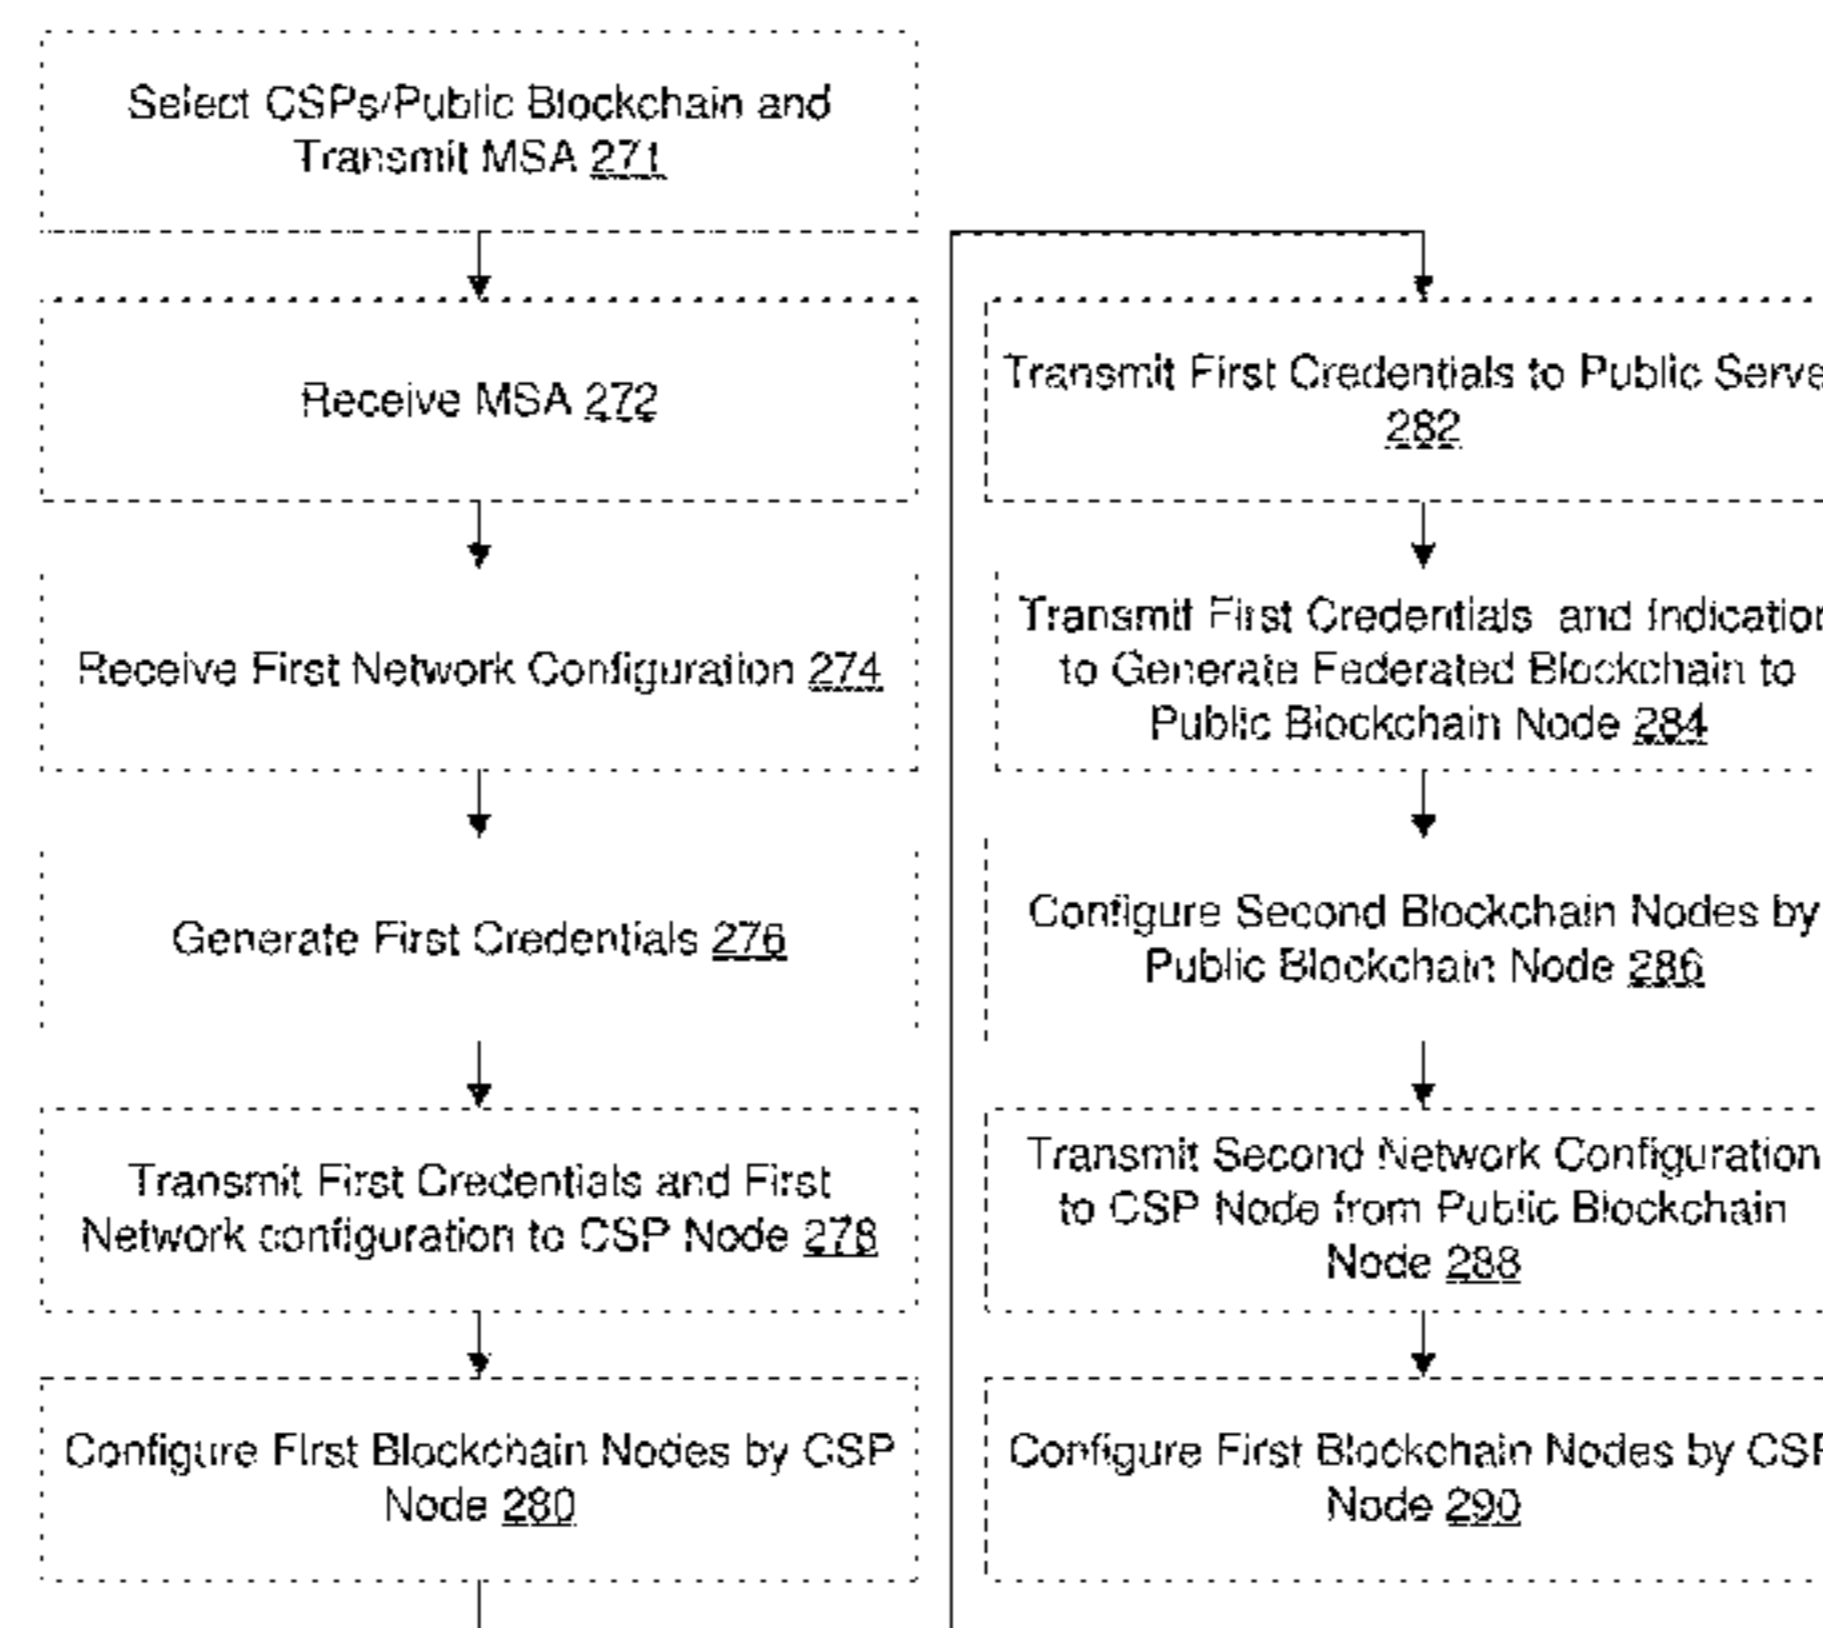 Select CSPs/Public Blockchain and
Transmit MSA 271
Receive MSA 272
Receive First Network Configuration 274
Generate First Credentials 276
Transmit First Credentials and First
Network configuration to CSP Node 278
Configure First Blockchain Nodes by CSP
Node 280
Transmit First Credentials to Public Serve
282
Transmit First Credentials and Indication
to Generate Federated Blockchain to
Public Blockchain Node 284
Configure Second Blockchain Nodes by
Public Blockchain Node 286
Transmit Second Network Configuration
to CSP Node from Public Blockchain
Node 288
Configure First Blockchain Nodes by CSP
Node 290